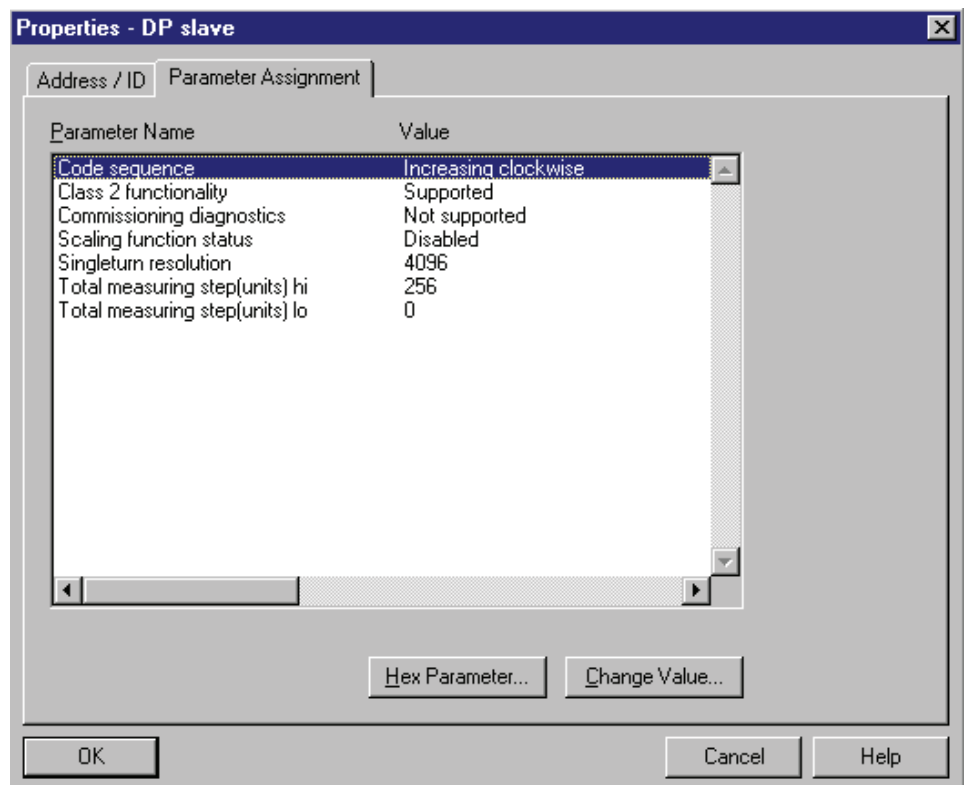 Properties - DP slave
Address / ID Parameter Assignment
Parameter Name Value
Code sequence Increasing clockwise
Class 2 functionality Supported
Commissioning diagnostics Not supported
Scaling function status Disabled
Singleturn resolution 4096
Total measuring step(units) hi 256
Total measuring step(units) lo 0
Hex Parameter... Change Value...
OK Cancel Help